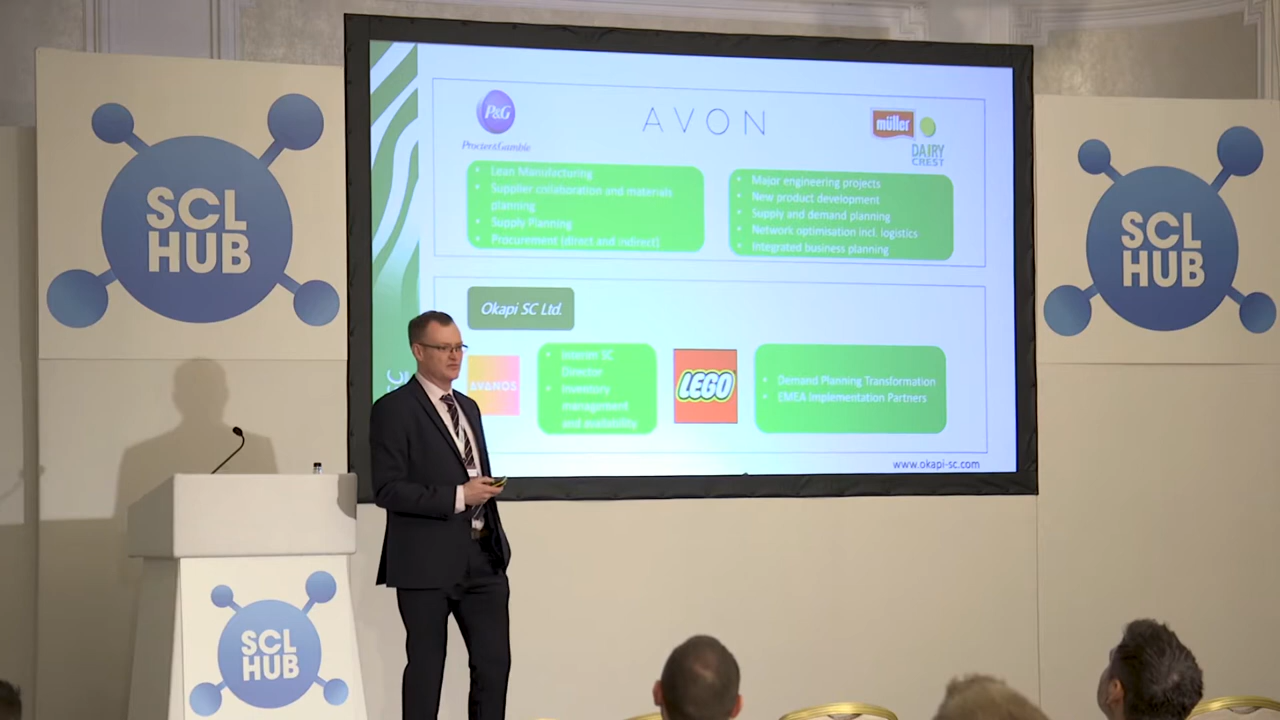 SCL
HUB
P&G
Procter&Gamble
AVON
müller
DAIRY
CREST
• Lean Manufacturing
• Supplier collaboration and materials
planning
• Supply Planning
• Procurement (direct and indirect)
• Major engineering projects
• New product development
• Supply and demand planning
• Network optimisation incl. logistics
• Integrated business planning
Okapi SC Ltd.
AVANOS
• Interim SC
Director
• Inventory
management
and availability
LEGO
• Demand Planning Transformation
• EMEA Implementation Partners
www.okapi-sc.com
SCL
HUB
SCL
HUB